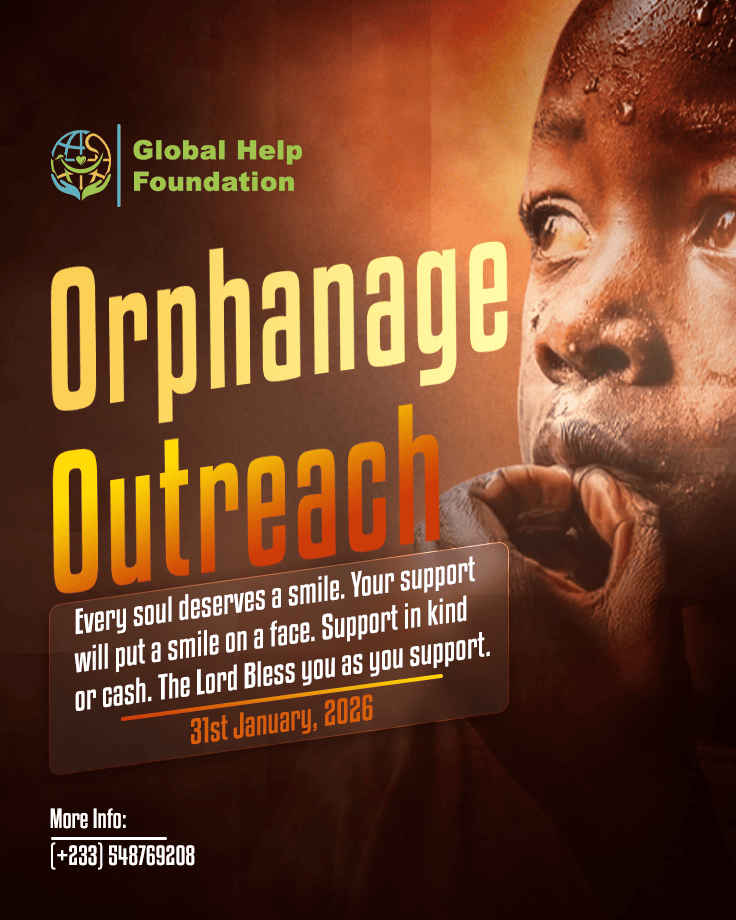 Global Help
Foundation
Orphanage
Outreach
Every soul deserves a smile. Your support
will put a smile on a face. Support in kind
or cash. The Lord Bless you as you support.
31st January, 2026
More Info:
(+233) 548769208